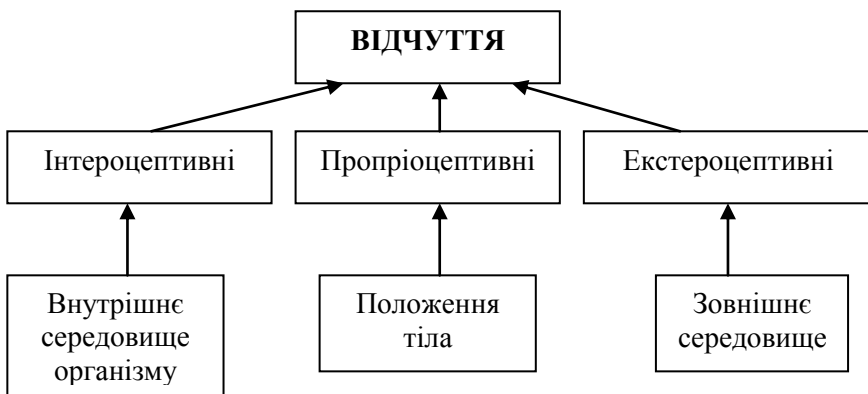 ВІДЧУТТЯ
Інтероцептивні
Пропріоцептивні
Екстероцептивні
Внутрішнє
середовище
організму
Положення
тіла
Зовнішнє
середовище